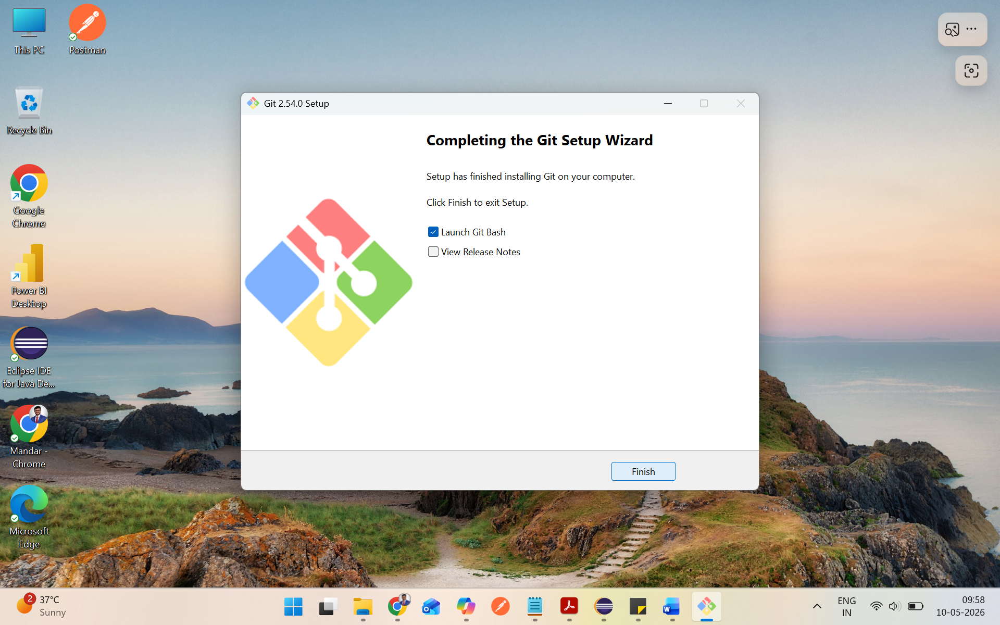 This PC
Postman
Recycle Bin
Google
Chrome
Power BI
Desktop
Eclipse IDE
for Java De...
Mandar -
Chrome
Microsoft
Edge
Git 2.54.0 Setup
Completing the Git Setup Wizard
Setup has finished installing Git on your computer.
Click Finish to exit Setup.
Launch Git Bash
View Release Notes
Finish
2
37°C
Sunny
ENG
IN
09:58
10-05-2026